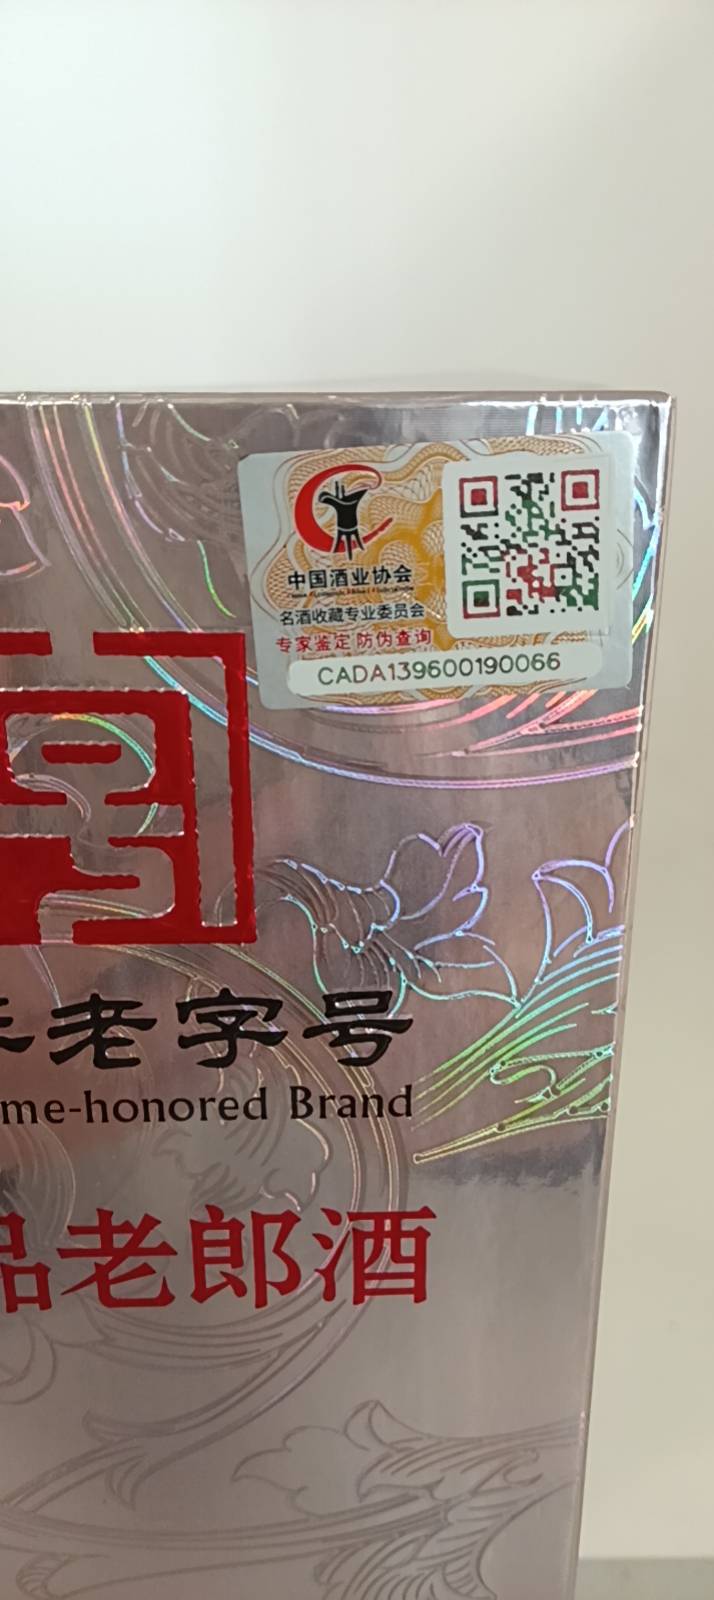 中国酒业协会
名酒收藏专业委员会
专家鉴定 防伪查询
CADA139600190066
老字号
me-honored Brand
品老郎酒